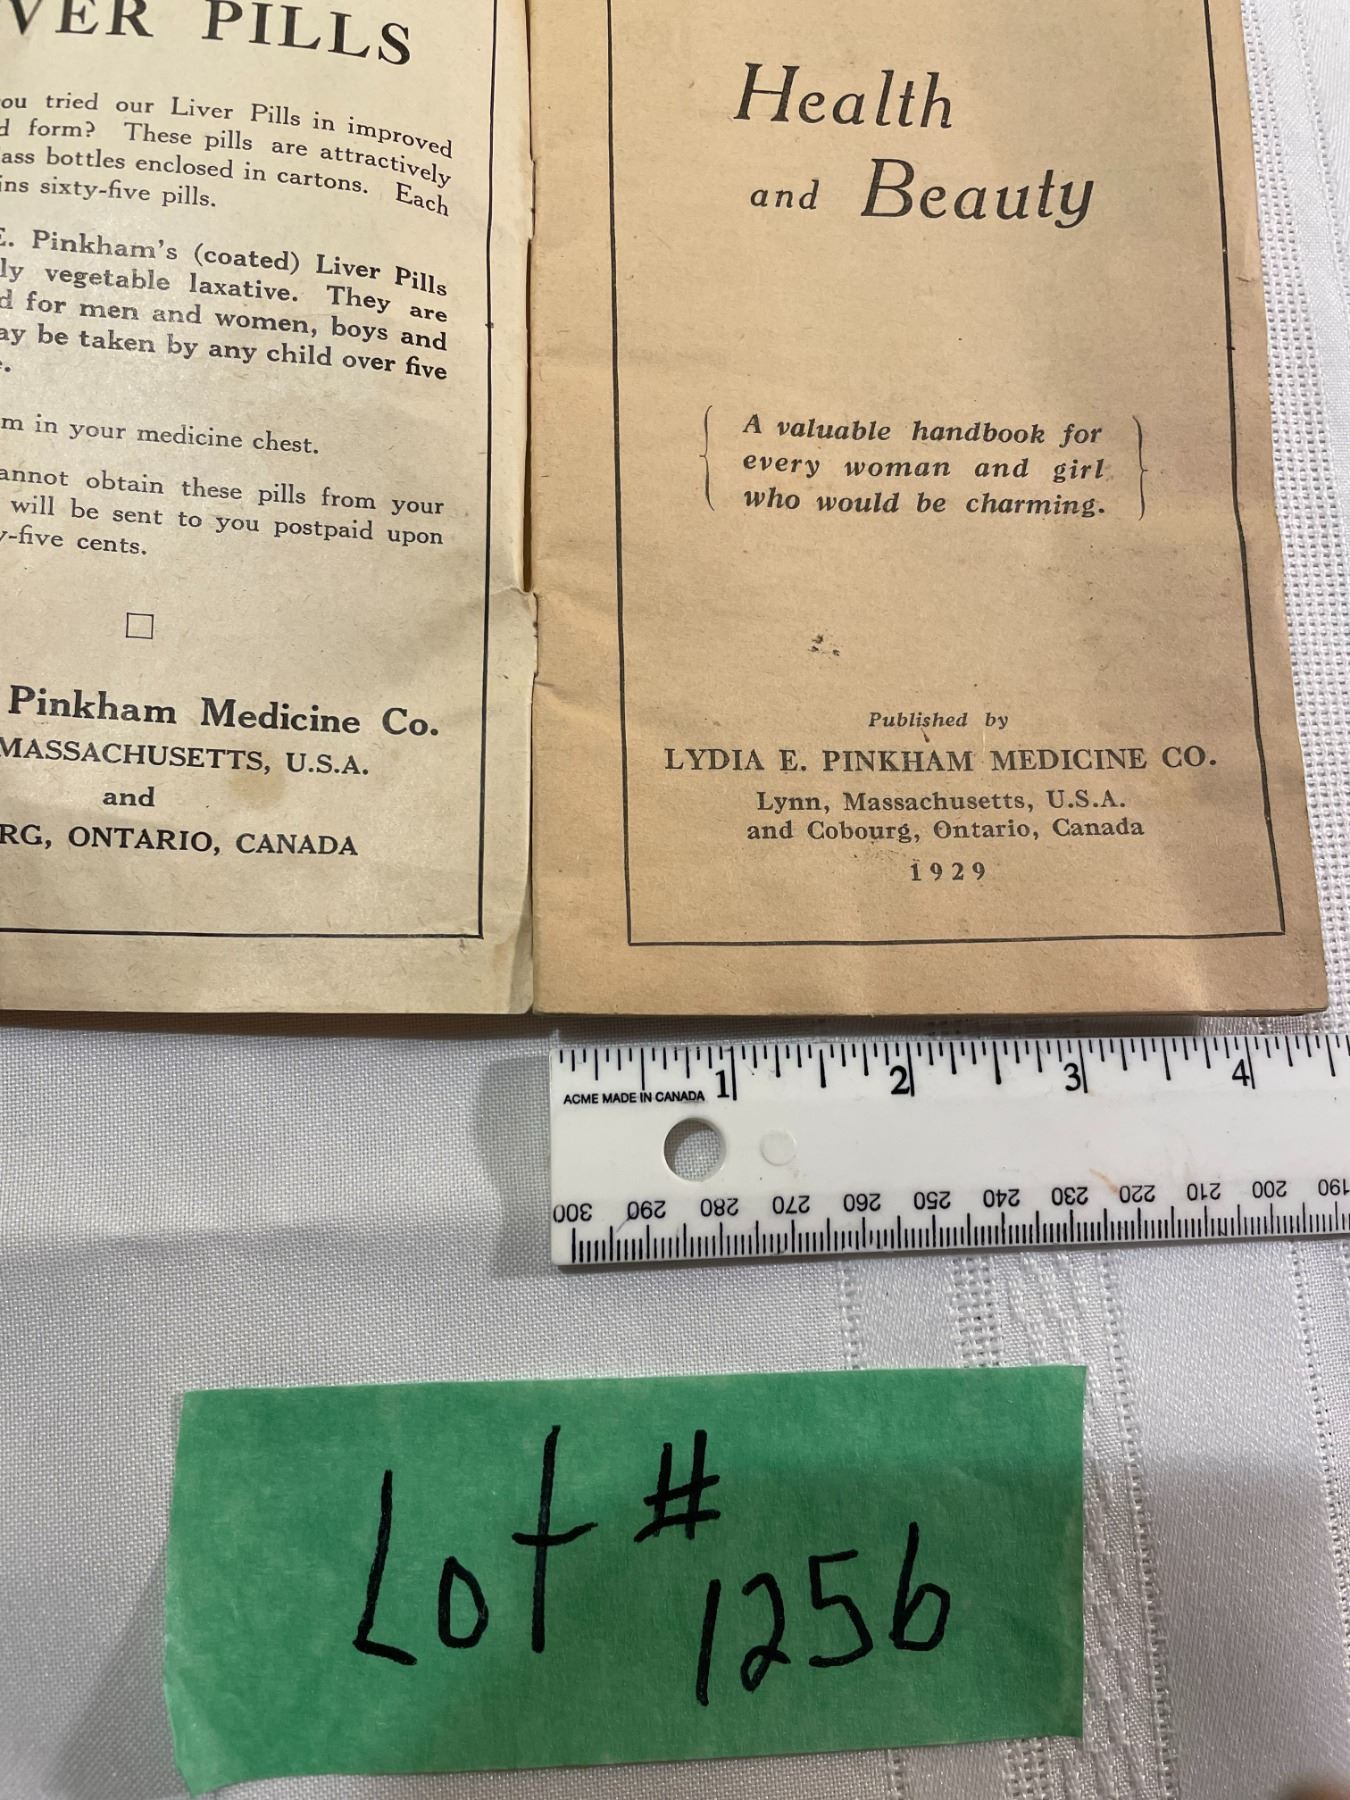 VER PILLS
ou tried our Liver Pills in improved
d form? These pills are attractively
ass bottles enclosed in cartons. Each
ins sixty-five pills.
E. Pinkham's (coated) Liver Pills
ly vegetable laxative. They are
d for men and women, boys and
ay be taken by any child over five
m in your medicine chest.
annot obtain these pills from your
will be sent to you postpaid upon
y-five cents.
Pinkham Medicine Co.
MASSACHUSETTS, U.S.A.
and
RG, ONTARIO, CANADA
Health
and Beauty
A valuable handbook for
every woman and girl
who would be charming.
Published by
LYDIA E. PINKHAM MEDICINE CO.
Lynn, Massachusetts, U.S.A.
and Cobourg, Ontario, Canada
1929
1 2 3 4
ACME MADE IN CANADA
300 290 280 270 260 250 240 230 220 210 200 190
Lot #
1256